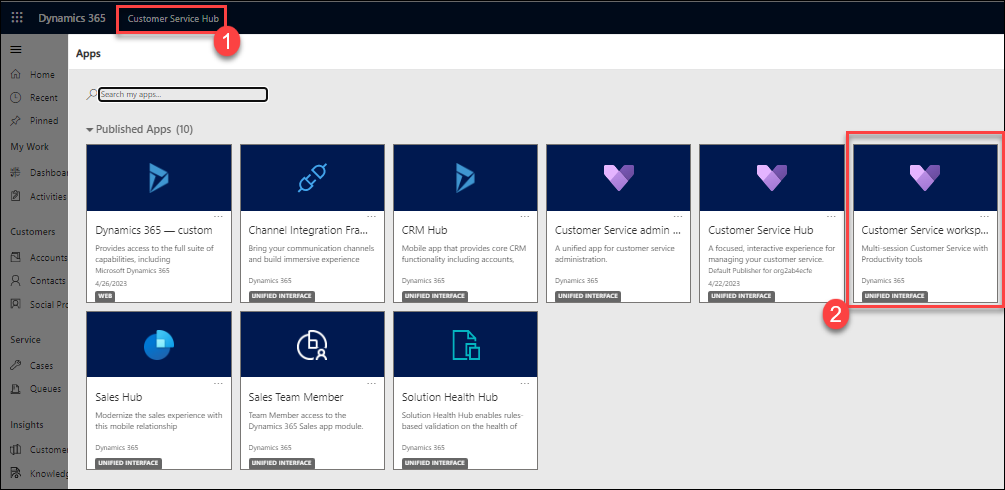 Dynamics 365 Customer Service Hub
1
Apps
Home
Recent
Pinned
My Work
Dashboa
Activities
Customers
Accounts
Contacts
Social Pro
Service
Cases
Queues
Insights
Customer
Knowledg
Search my apps...
Published Apps (10)
Dynamics 365 — custom
Provides access to the full suite of
capabilities, including
Microsoft Dynamics 365
4/26/2023
WEB
Channel Integration Fra...
Bring your communication channels
and build immersive experience
Dynamics 365
UNIFIED INTERFACE
CRM Hub
Mobile app that provides core CRM
functionality including accounts,
Dynamics 365
UNIFIED INTERFACE
Customer Service admin ...
A unified app for customer service
administration.
Dynamics 365
UNIFIED INTERFACE
Customer Service Hub
A focused, interactive experience for
managing your customer service.
Default Publisher for org2ab4ecfe
4/22/2023
UNIFIED INTERFACE
Customer Service worksp...
Multi-session Customer Service with
Productivity tools
Dynamics 365
UNIFIED INTERFACE
2
Sales Hub
Modernize the sales experience with
this mobile relationship
Dynamics 365
UNIFIED INTERFACE
Sales Team Member
Team Member access to the
Dynamics 365 Sales app module.
Dynamics 365
UNIFIED INTERFACE
Solution Health Hub
Solution Health Hub enables rules-
based validation on the health of
Dynamics 365
UNIFIED INTERFACE